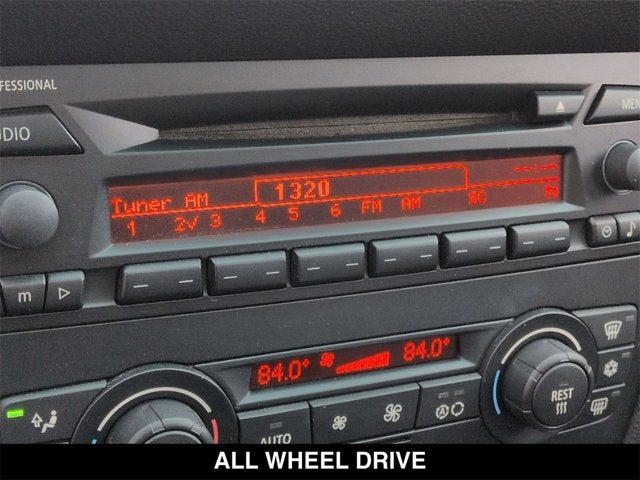 FESSIONAL
DIO
MEN
Tuner AM 1320
1 2√ 3 4 5 6 FM AM SC
m
84.0° 84.0°
REST
AUTO
ALL WHEEL DRIVE